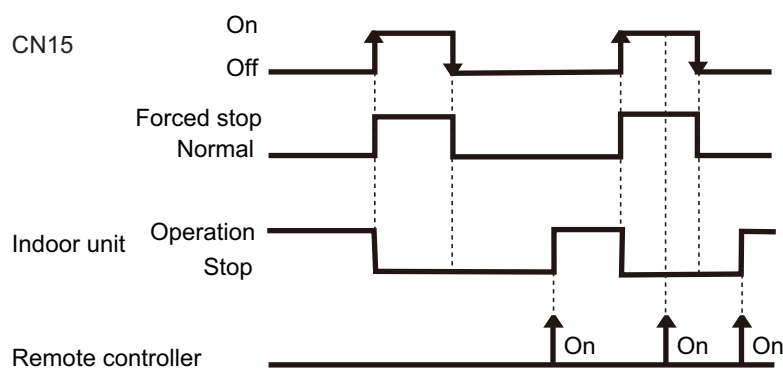 On
CN15
Off
Forced stop
Normal
Operation
Indoor unit
Stop
On
On
On
Remote controller